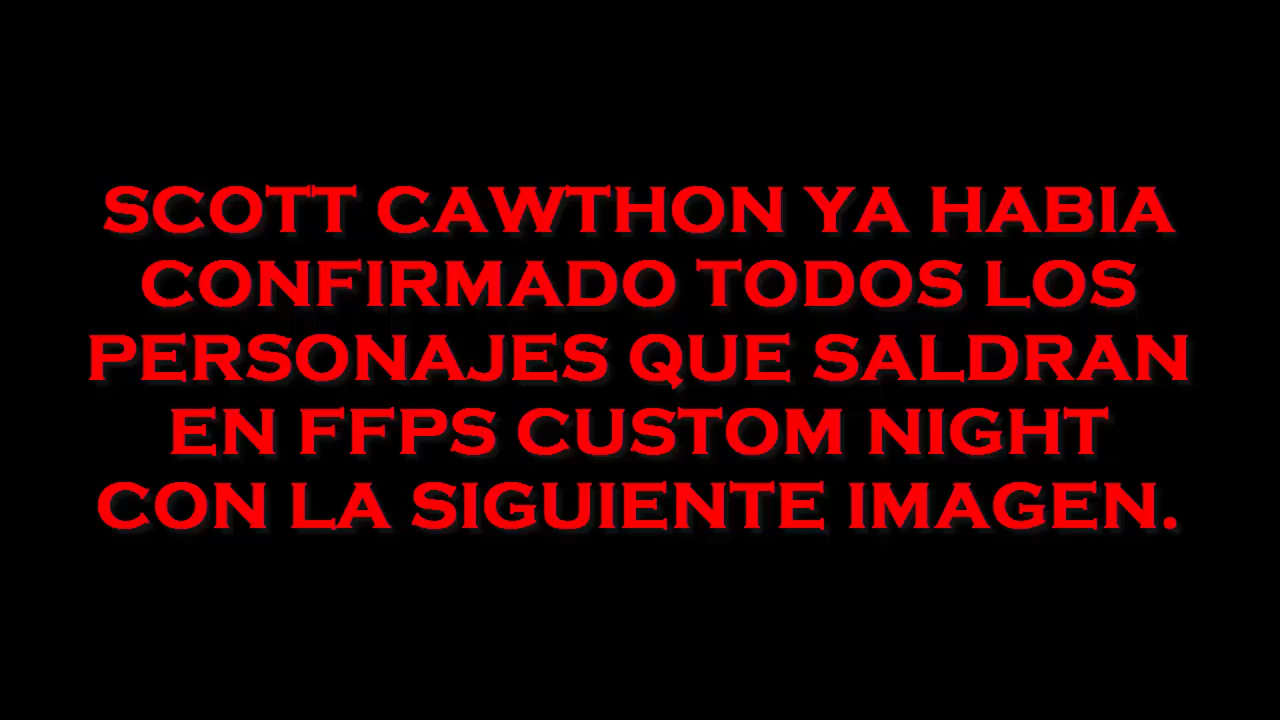 SCOTT CAWTHON YA HABIA
CONFIRMADO TODOS LOS
PERSONAJES QUE SALDRAN
EN FFPS CUSTOM NIGHT
CON LA SIGUIENTE IMAGEN.